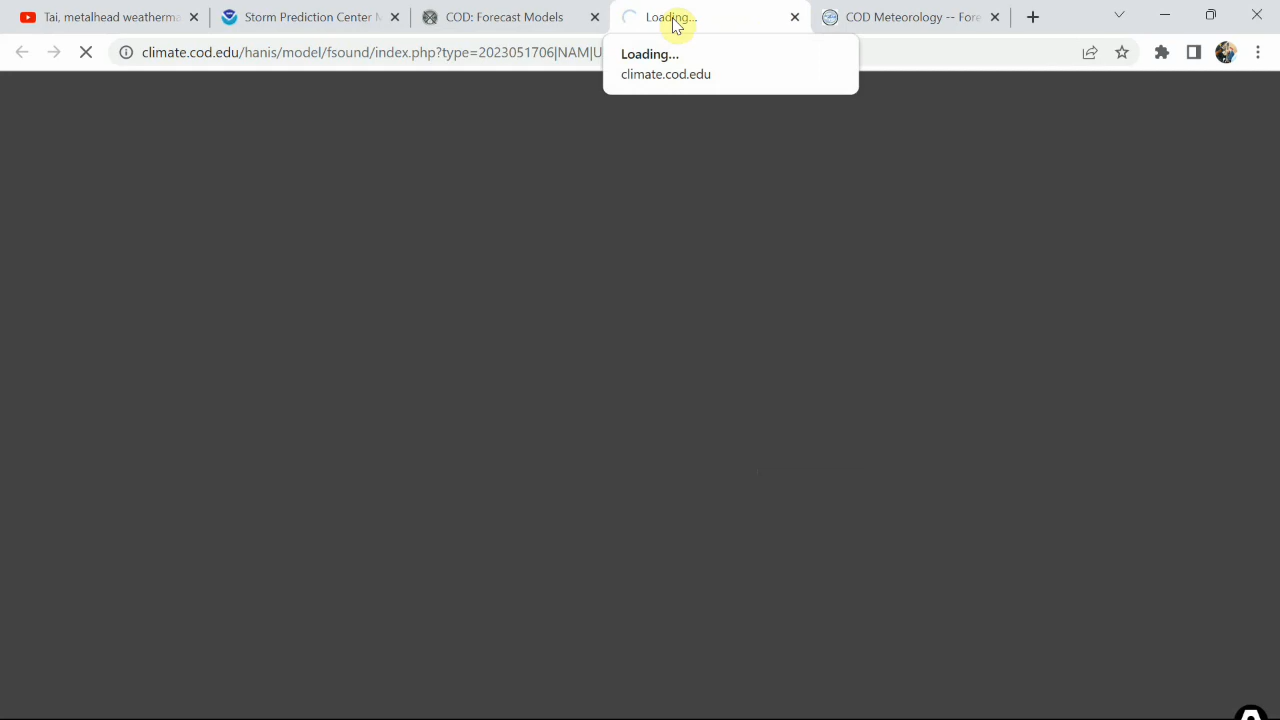 Tai, metalhead weatherma
Storm Prediction Center M
COD: Forecast Models
Loading...
COD Meteorology -- Fore
climate.cod.edu/hanis/model/fsound/index.php?type=2023051706|NAM|U
Loading...
climate.cod.edu